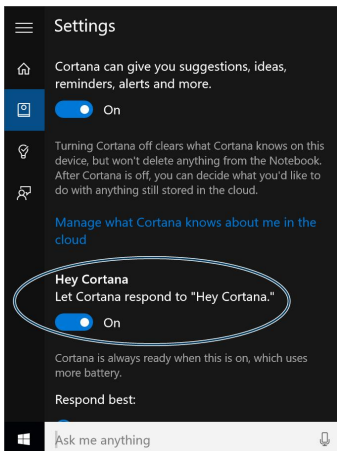 Settings
Cortana can give you suggestions, ideas,
reminders, alerts and more.
On
Turning Cortana off clears what Cortana knows on this
device, but won't delete anything from the Notebook.
After Cortana is off, you can decide what you'd like to
do with anything still stored in the cloud.
Manage what Cortana knows about me in the
cloud
Hey Cortana
Let Cortana respond to "Hey Cortana."
On
Cortana is always ready when this is on, which uses
more battery.
Respond best:
Ask me anything